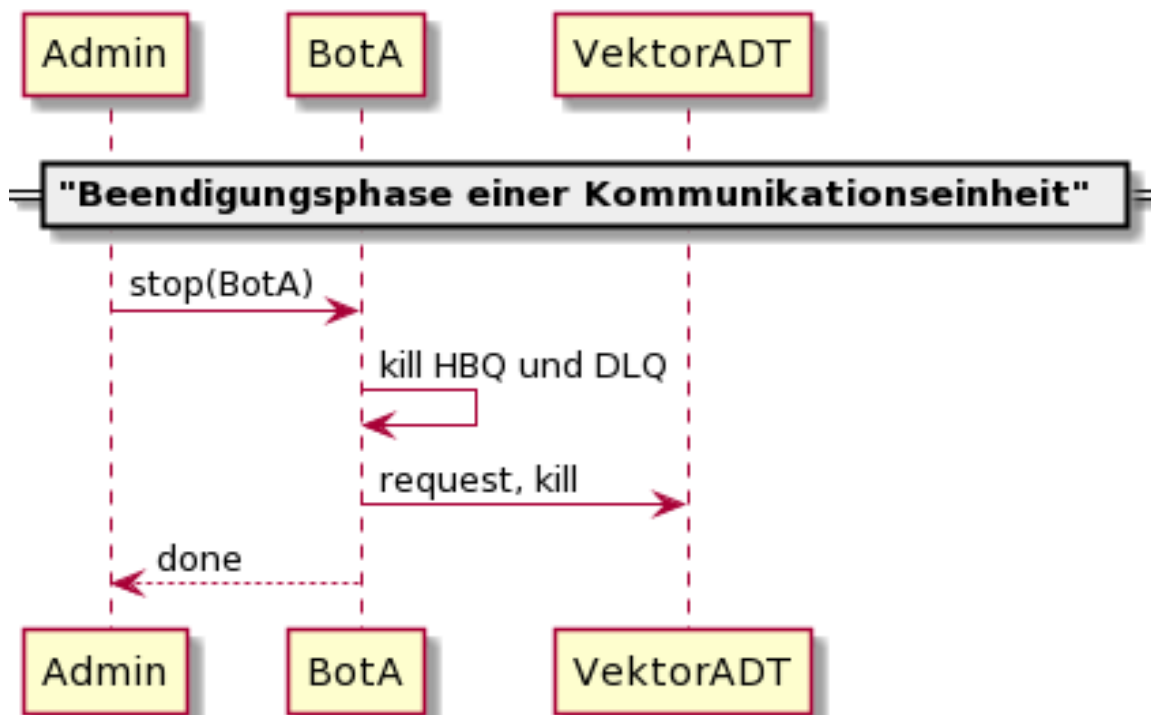 Admin BotA VektorADT
"Beendigungsphase einer Kommunikationseinheit"
stop(BotA)
kill HBQ und DLQ
request, kill
done
Admin BotA VektorADT